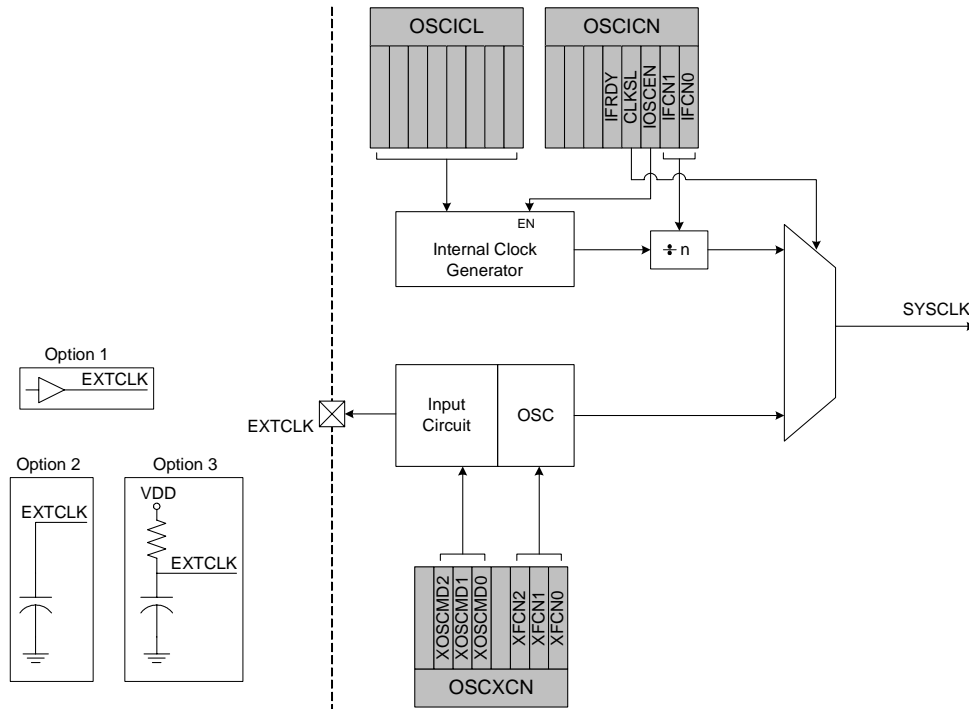 OSCICL
OSCICN
IFRDY
CLKSL
IOSCEN
IFCN1
IFCN0
EN
Internal Clock
Generator
÷ n
SYSCLK
Option 1
EXTCLK
EXTCLK
Input
Circuit
OSC
Option 2
EXTCLK
Option 3
VDD
EXTCLK
XOSCMD2
XOSCMD1
XOSCMD0
XFCN2
XFCN1
XFCN0
OSCXCN